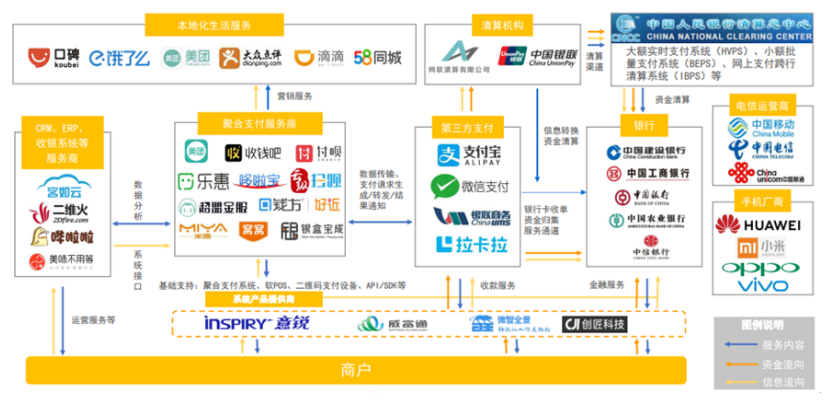 本地化生活服务
口碑
koubei
饿了么
美团
美团
大众点评
dianping.com
滴滴
58同城
清算机构
网联清算有限公司
UnionPay
银联
中国银联
China UnionPay
中国人民银行清算总中心
CNCC
CHINA NATIONAL CLEARING CENTER
大额实时支付系统（HVPS）、小额批
量支付系统（BEPS）、网上支付跨行
清算系统（IBPS）等
清算
渠道
营销服务
资金清算
CRM、ERP、
收银系统等
服务商
客如云
二维火
2Dfire.com
哗啦啦
美味不用等
数据
分析
系统
接口
聚合支付服务商
美团
收
收钱吧
付
付呗
乐惠
哆啦宝
扫呗
超盟金服
钱方
好近
MIYA
米雅
窝窝
银盒宝成
数据传输、
支付请求生
成/转发/结
果通知
第三方支付
支付宝
ALIPAY
微信支付
银联商务
China ums
拉卡拉
信息转换
资金清算
银行卡收单
资金归集
服务通道
银行
中国建设银行
China Construction Bank
中国工商银行
中国银行
中国农业银行
AGRICULTURAL BANK OF CHINA
中信银行
电信运营商
中国移动
China Mobile
中国电信
CHINA TELECOM
China
unicom中国联通
手机厂商
HUAWEI
小米
oppo
vivo
基础支持：聚合支付系统、软POS、二维码支付设备、API/SDK等
收款服务
金融服务
系统产品提供商
INSPIRY 意锐
威富通
微智全景
创匠科技
运营服务等
商户
图例说明
服务内容
资金流向
信息流向